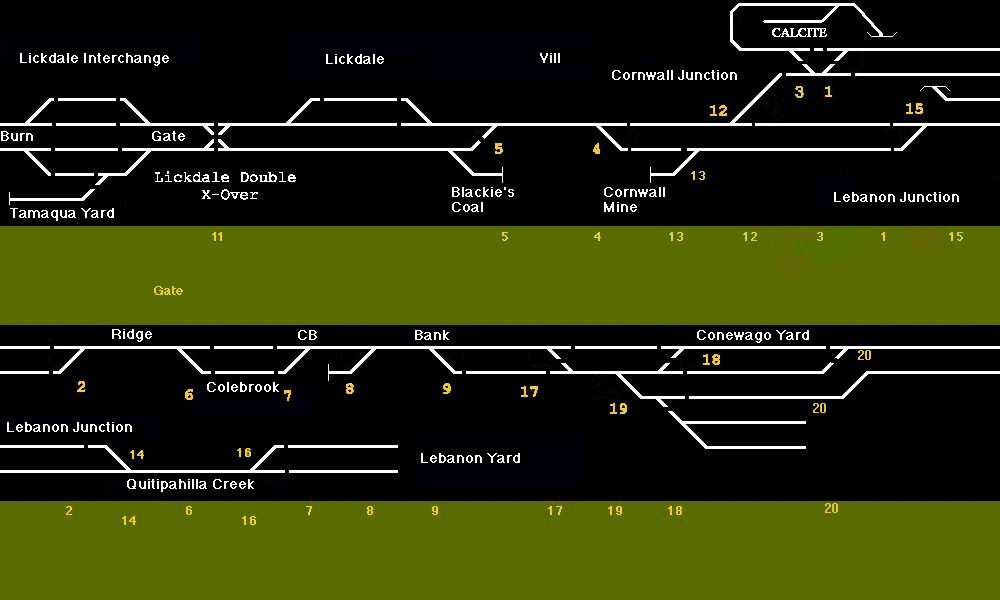 CALCITE
Lickdale Interchange
Lickdale
Vill
Cornwall Junction
3 1
12
15
Burn
Gate
5
4
Lickdale Double
X-Over
13
Blackie's
Coal
Cornwall
Mine
Lebanon Junction
Tamaqua Yard
11 5 4 13 12 3 1 15
Gate
Ridge
CB
Bank
Conewago Yard
18
20
2
6
Colebrook
7
8
9
17
19
20
Lebanon Junction
14
16
Lebanon Yard
Quitipahilla Creek
2 14 6 16 7 8 9 17 19 18 20